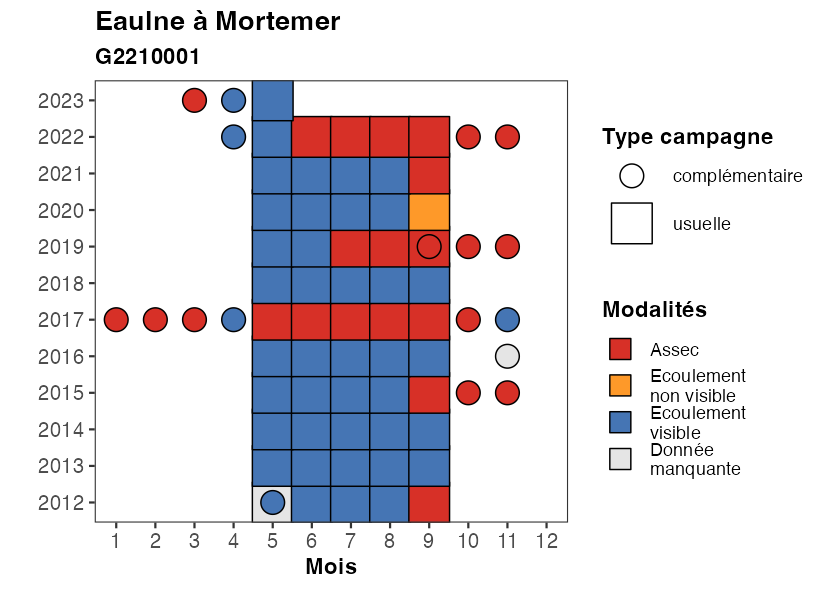 Eaulne à Mortemer
G2210001
2023
2022
2021
2020
2019
2018
2017
2016
2015
2014
2013
2012
1 2 3 4 5 6 7 8 9 10 11 12
Mois
Type campagne
complémentaire
usuelle
Modalités
Assec
Ecoulement
non visible
Ecoulement
visible
Donnée
manquante